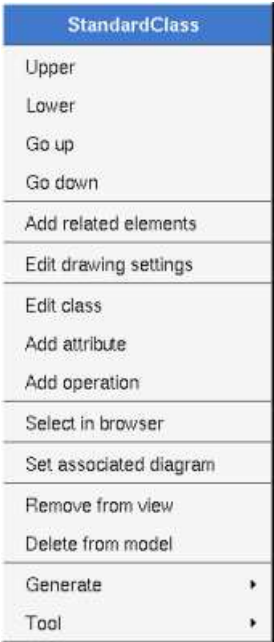 StandardClass
Upper
Lower
Go up
Go down
Add related elements
Edit drawing settings
Edit class
Add attribute
Add operation
Select in browser
Set associated diagram
Remove from view
Delete from model
Generate
Tool